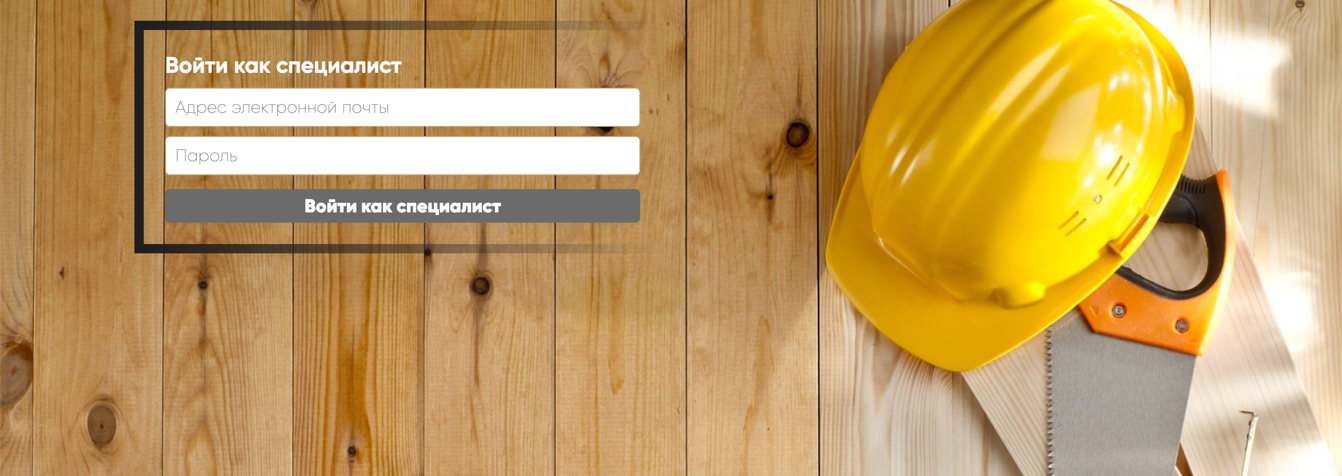 Войти как специалист
Адрес электронной почты
Пароль
Войти как специалист